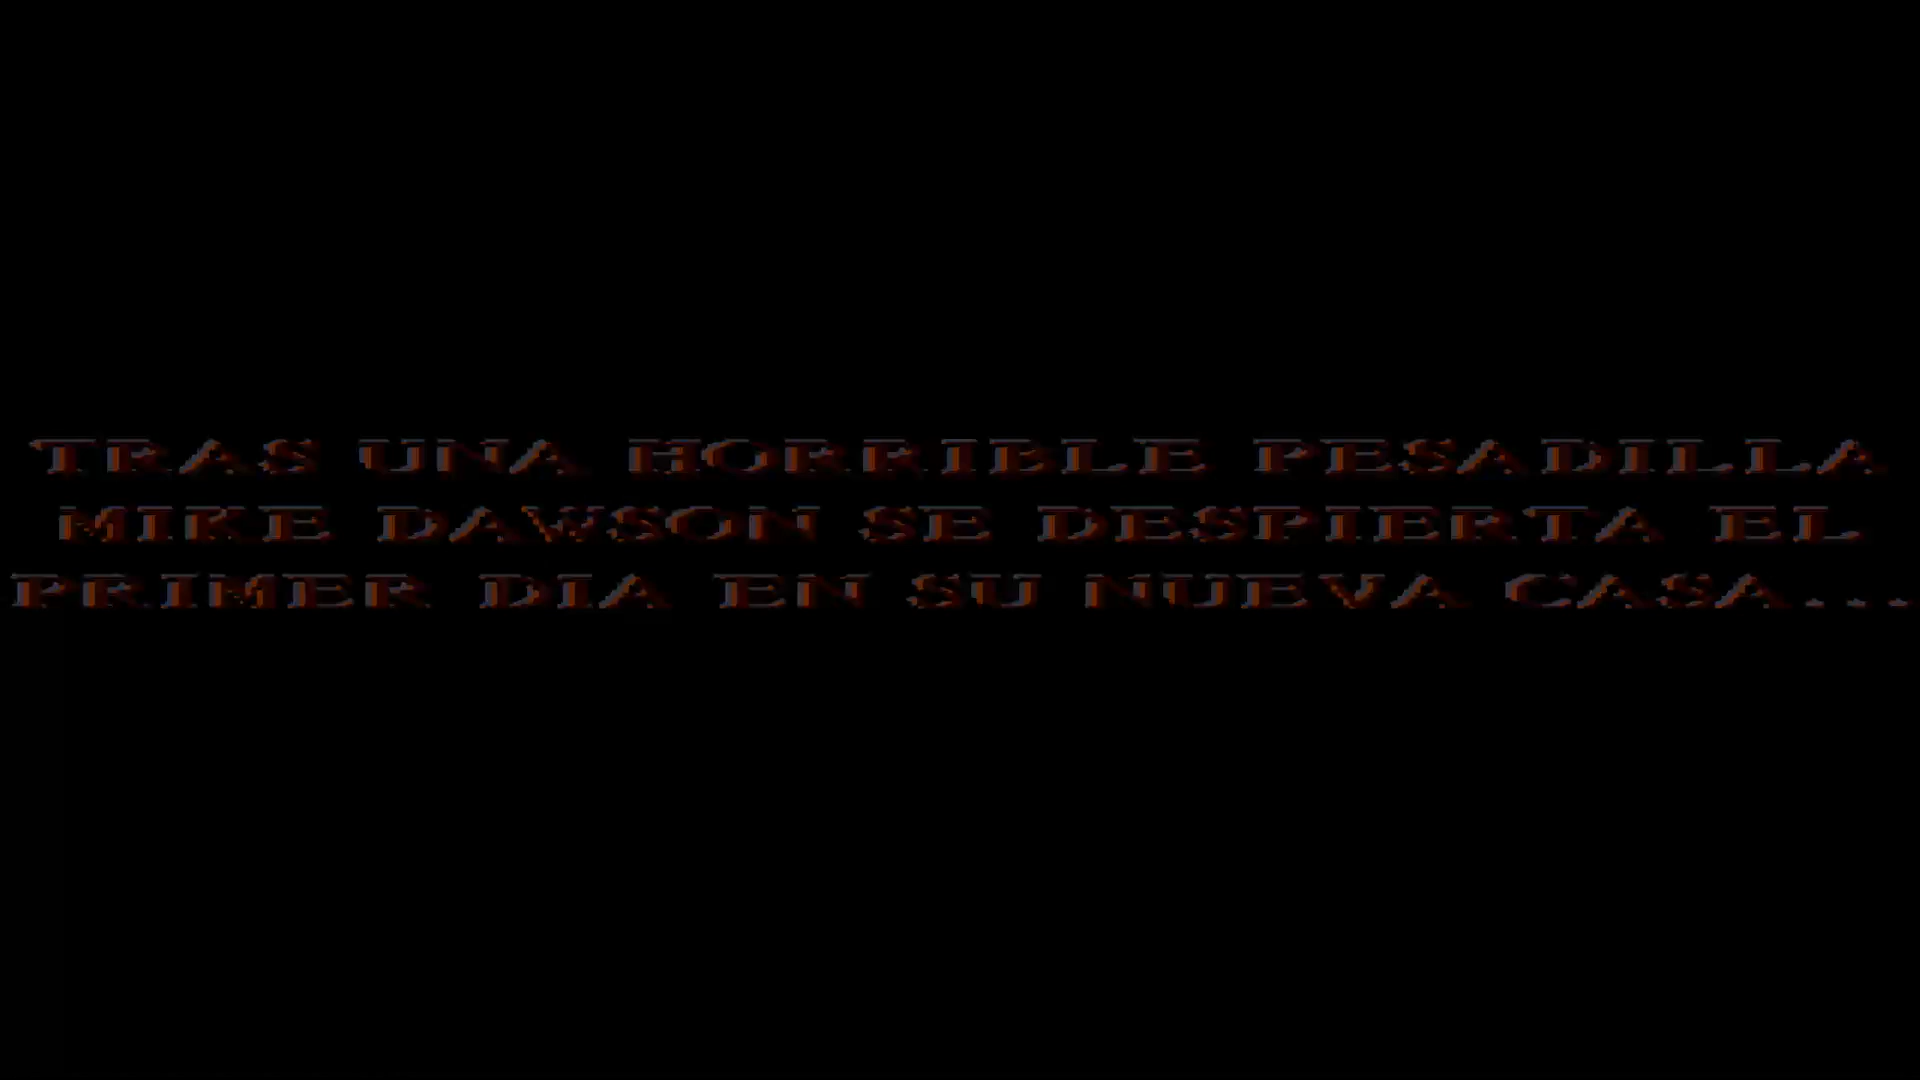 TRAS UNA HORRIBLE PESADILLA
MIKE DAWSON SE DESPIERTA EL
PRIMER DIA EN SU NUEVA CASA...